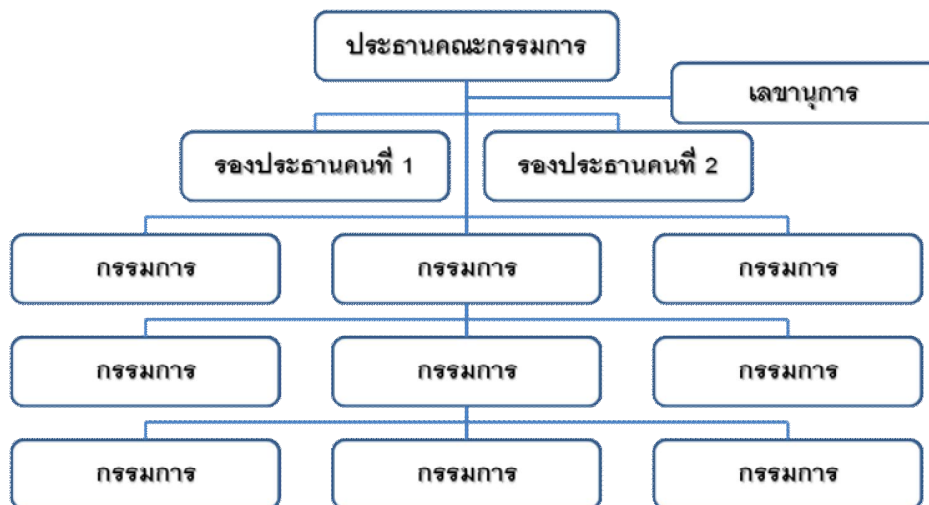 ประธานคณะกรรมการ
เลขานุการ
รองประธานคนที่ 1
รองประธานคนที่ 2
กรรมการ
กรรมการ
กรรมการ
กรรมการ
กรรมการ
กรรมการ
กรรมการ
กรรมการ
กรรมการ